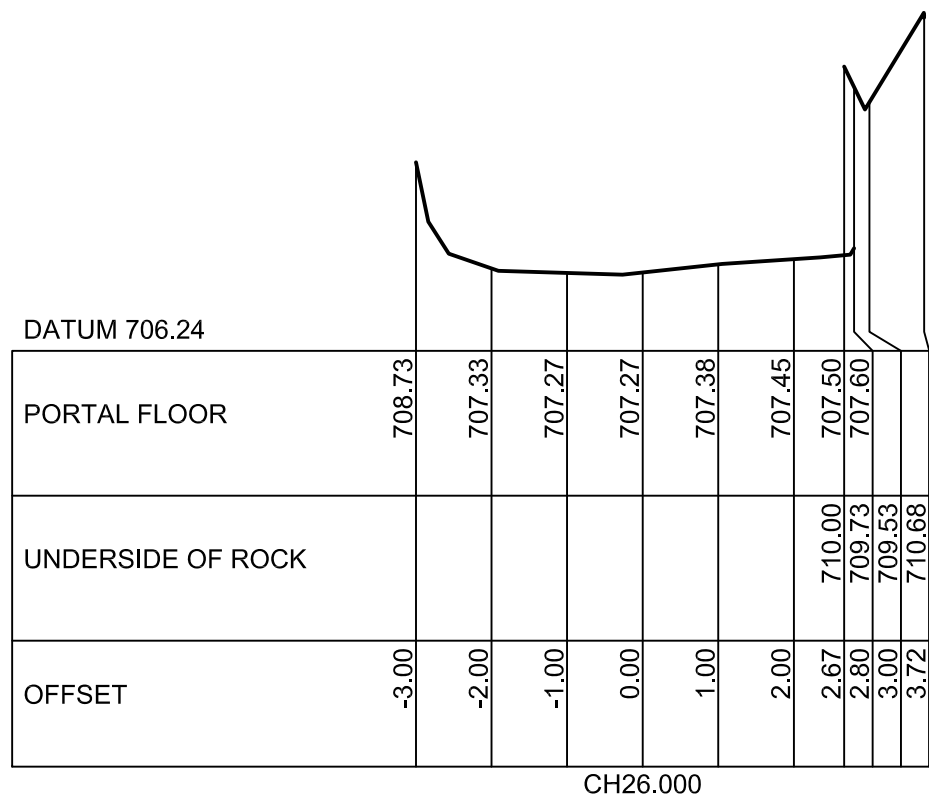 DATUM 706.24
PORTAL FLOOR 708.73 707.33 707.27 707.27 707.38 707.45 707.50 707.60
UNDERSIDE OF ROCK 710.00 709.73 709.53 710.68
OFFSET -3.00 -2.00 -1.00 0.00 1.00 2.00 2.67 2.80 3.00 3.72
CH26.000